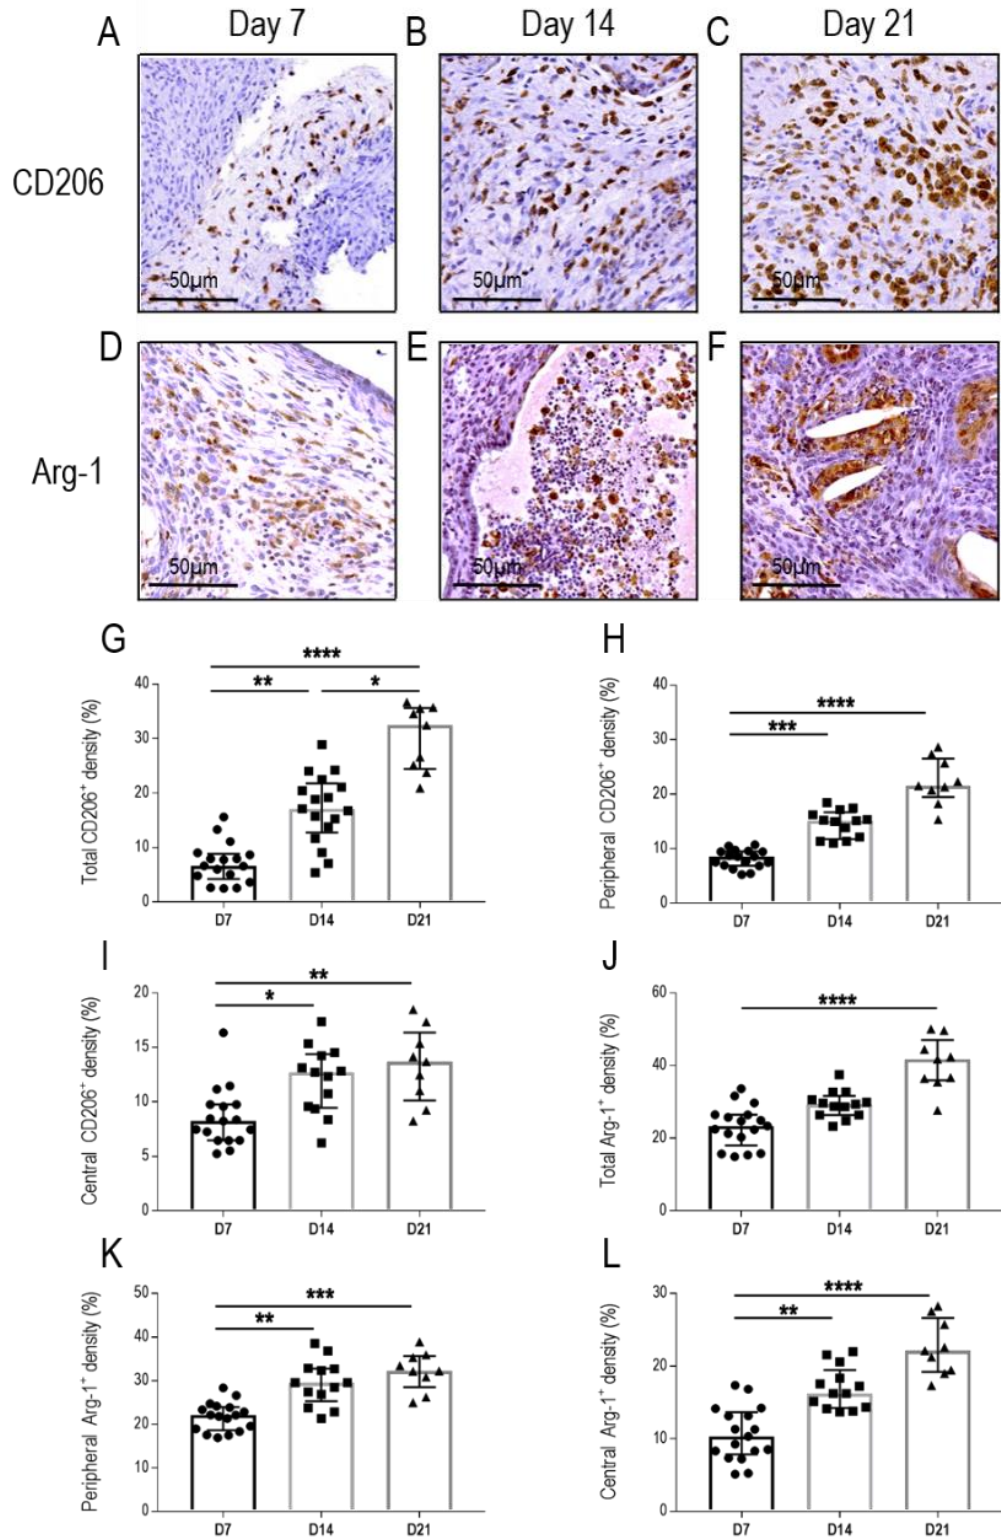 A Day 7 B Day 14 C Day 21
CD206
50µm 50µm 50µm
D E F
Arg-1
50µm 50µm 50µm
G
Total CD206+ density (%)
40
30
20
10
0
****
** *
D7 D14 D21
H
Peripheral CD206+ density (%)
40
30
20
10
0
****
***
D7 D14 D21
I
Central CD206+ density (%)
20
15
10
5
0
**
*
D7 D14 D21
J
Total Arg-1+ density (%)
60
40
20
0
****
D7 D14 D21
K
Peripheral Arg-1+ density (%)
50
40
30
20
10
0
***
**
D7 D14 D21
L
Central Arg-1+ density (%)
30
20
10
0
****
**
D7 D14 D21